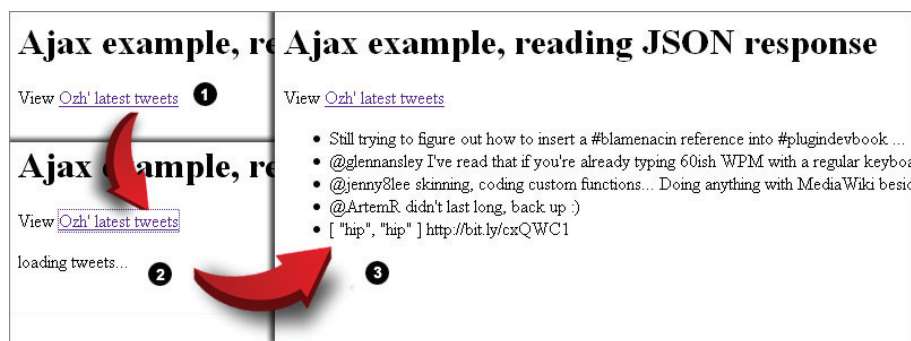 Ajax example, re
View Ozh' latest tweets 1
Ajax example, re
View Ozh' latest tweets
loading tweets... 2
Ajax example, reading JSON response
View Ozh' latest tweets
• Still trying to figure out how to insert a #blamenacin reference into #plugindevbook ...
• @glennansley I've read that if you're already typing 60ish WPM with a regular keyboa
• @jenny8lee skinning, coding custom functions... Doing anything with MediaWiki besid
• @ArtemR didn't last long, back up :)
• [ "hip", "hip" ] http://bit.ly/cxQWC1
3